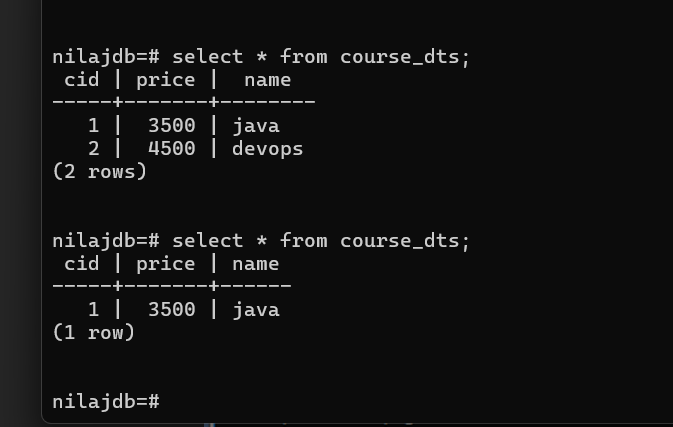 nilajdb=# select * from course_dts;
 cid | price |  name
-----+-------+--------
   1 |  3500 | java
   2 |  4500 | devops
(2 rows)
nilajdb=# select * from course_dts;
 cid | price | name
-----+-------+------
   1 |  3500 | java
(1 row)
nilajdb=#